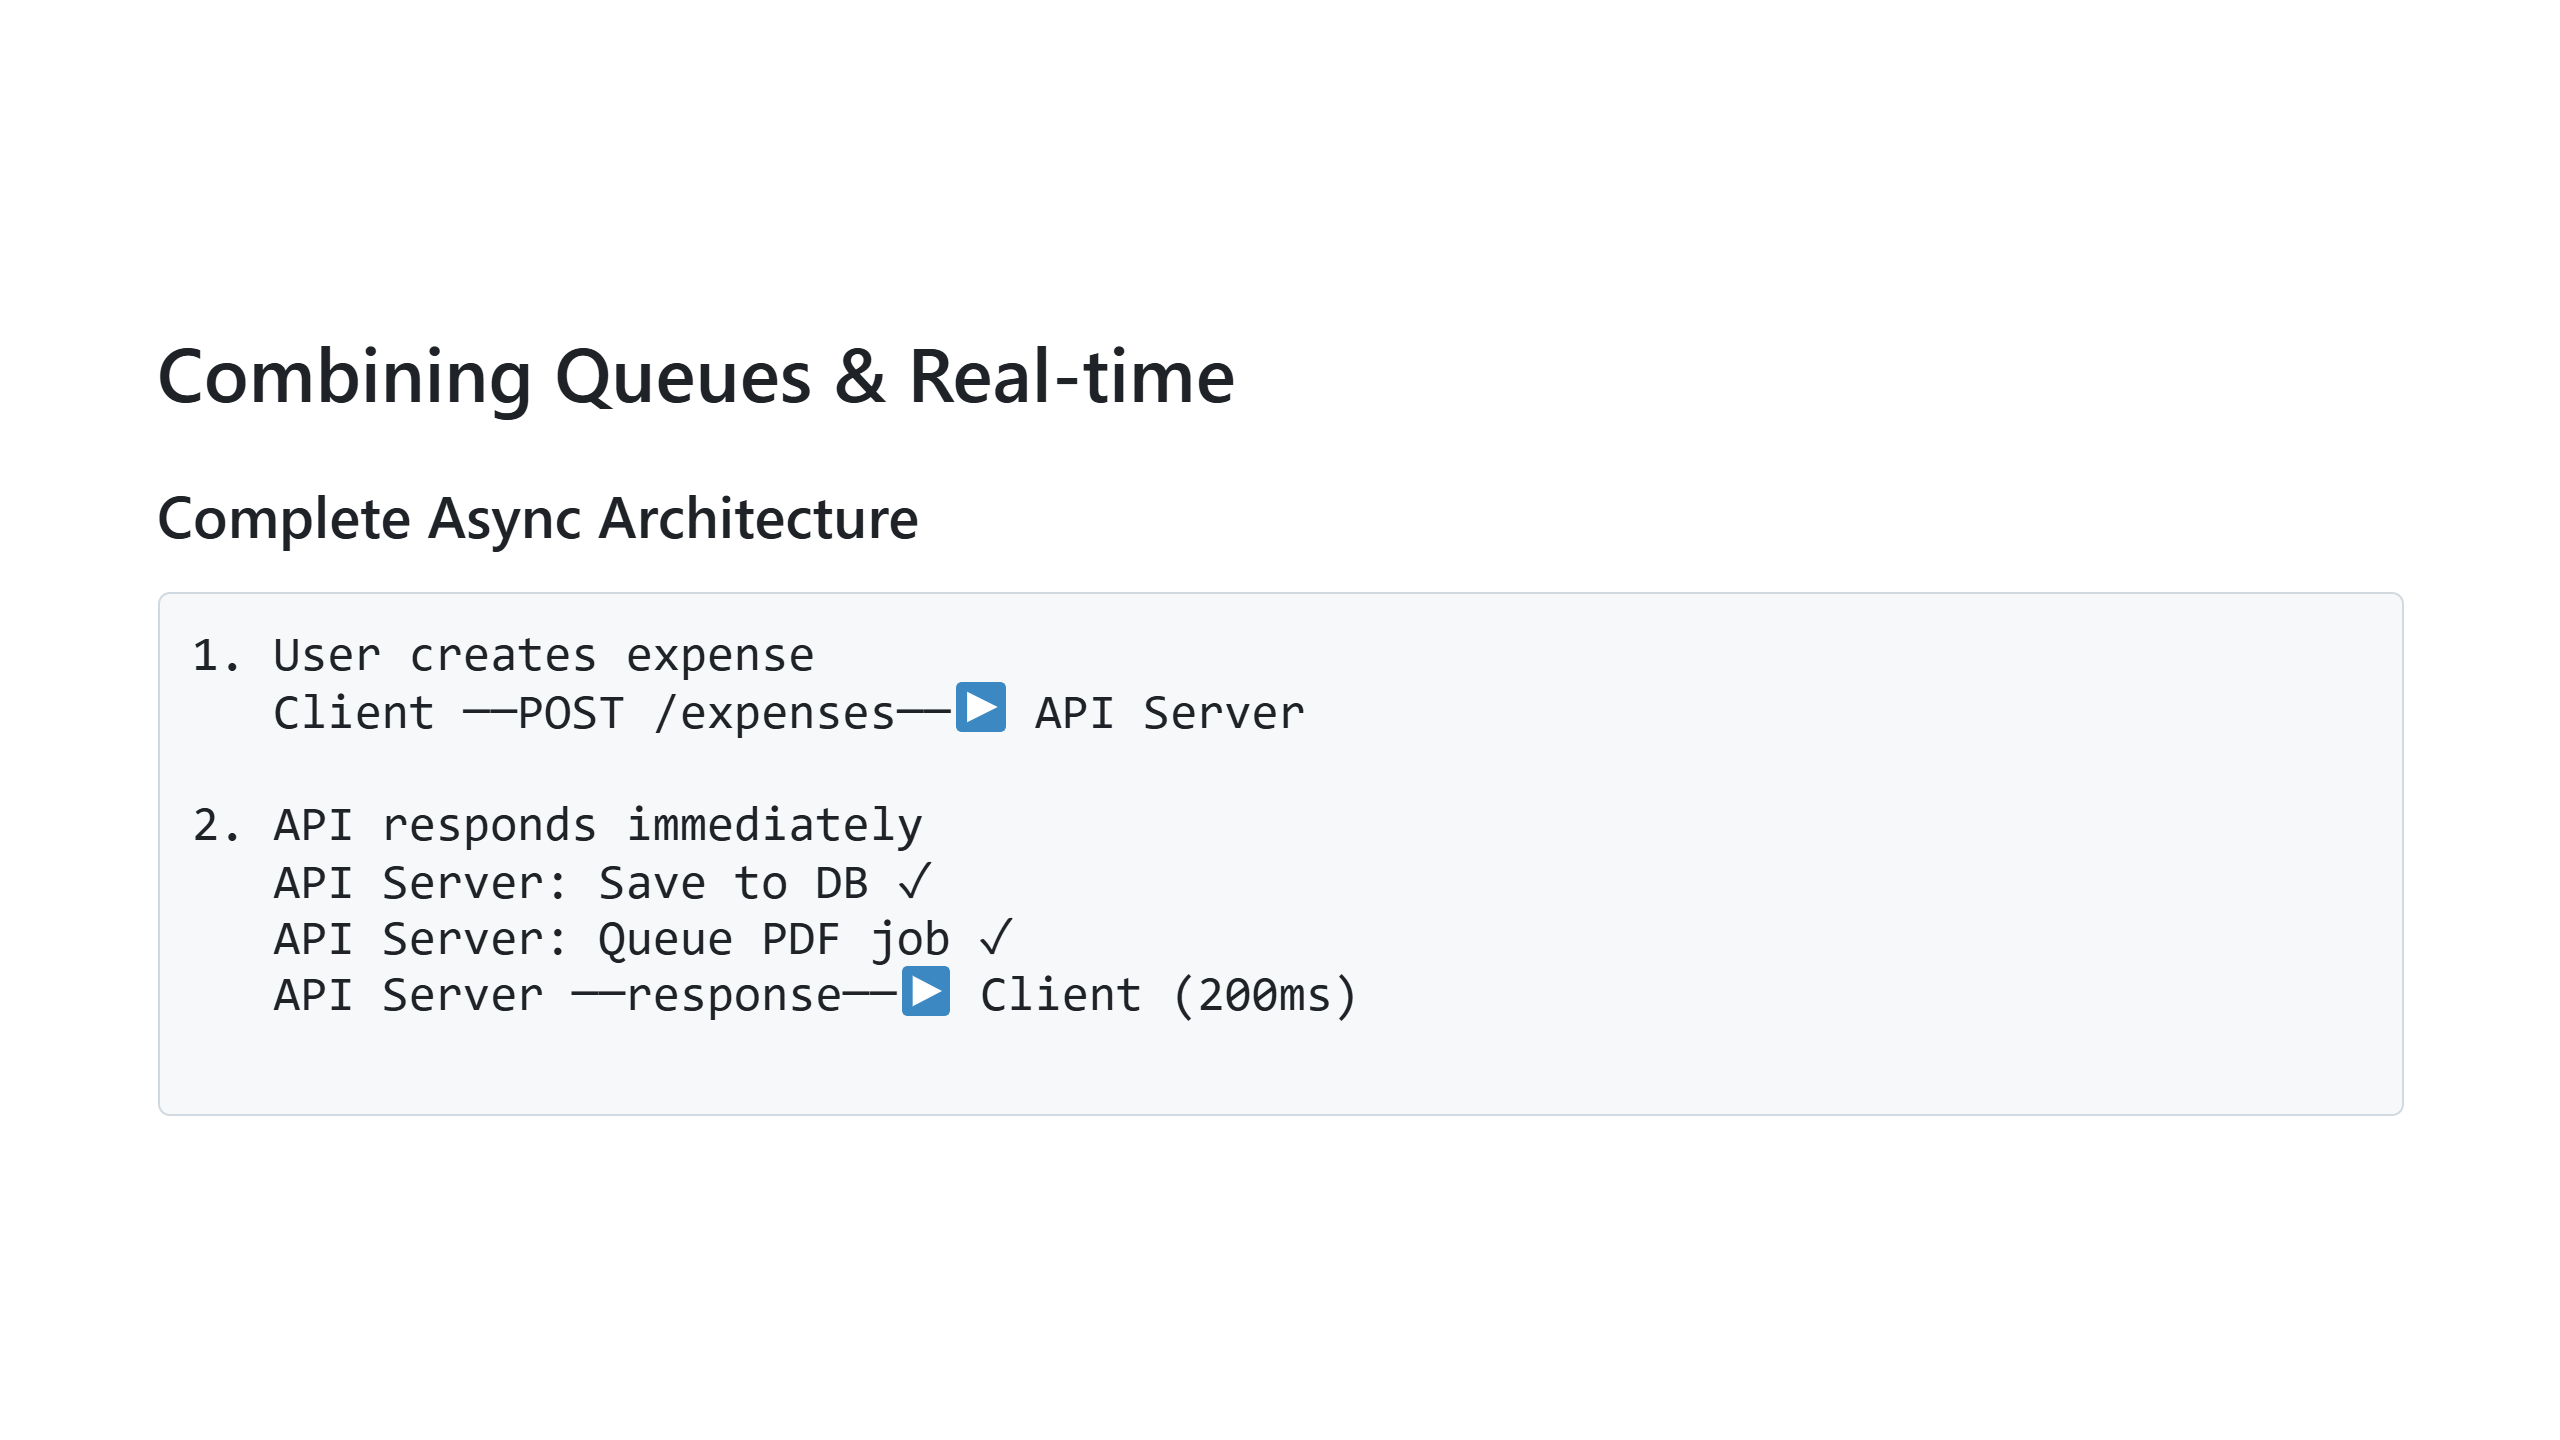 Combining Queues & Real-time
Complete Async Architecture
1. User creates expense
Client ──POST /expenses──▶ API Server
2. API responds immediately
API Server: Save to DB ✓
API Server: Queue PDF job ✓
API Server ──response──▶ Client (200ms)